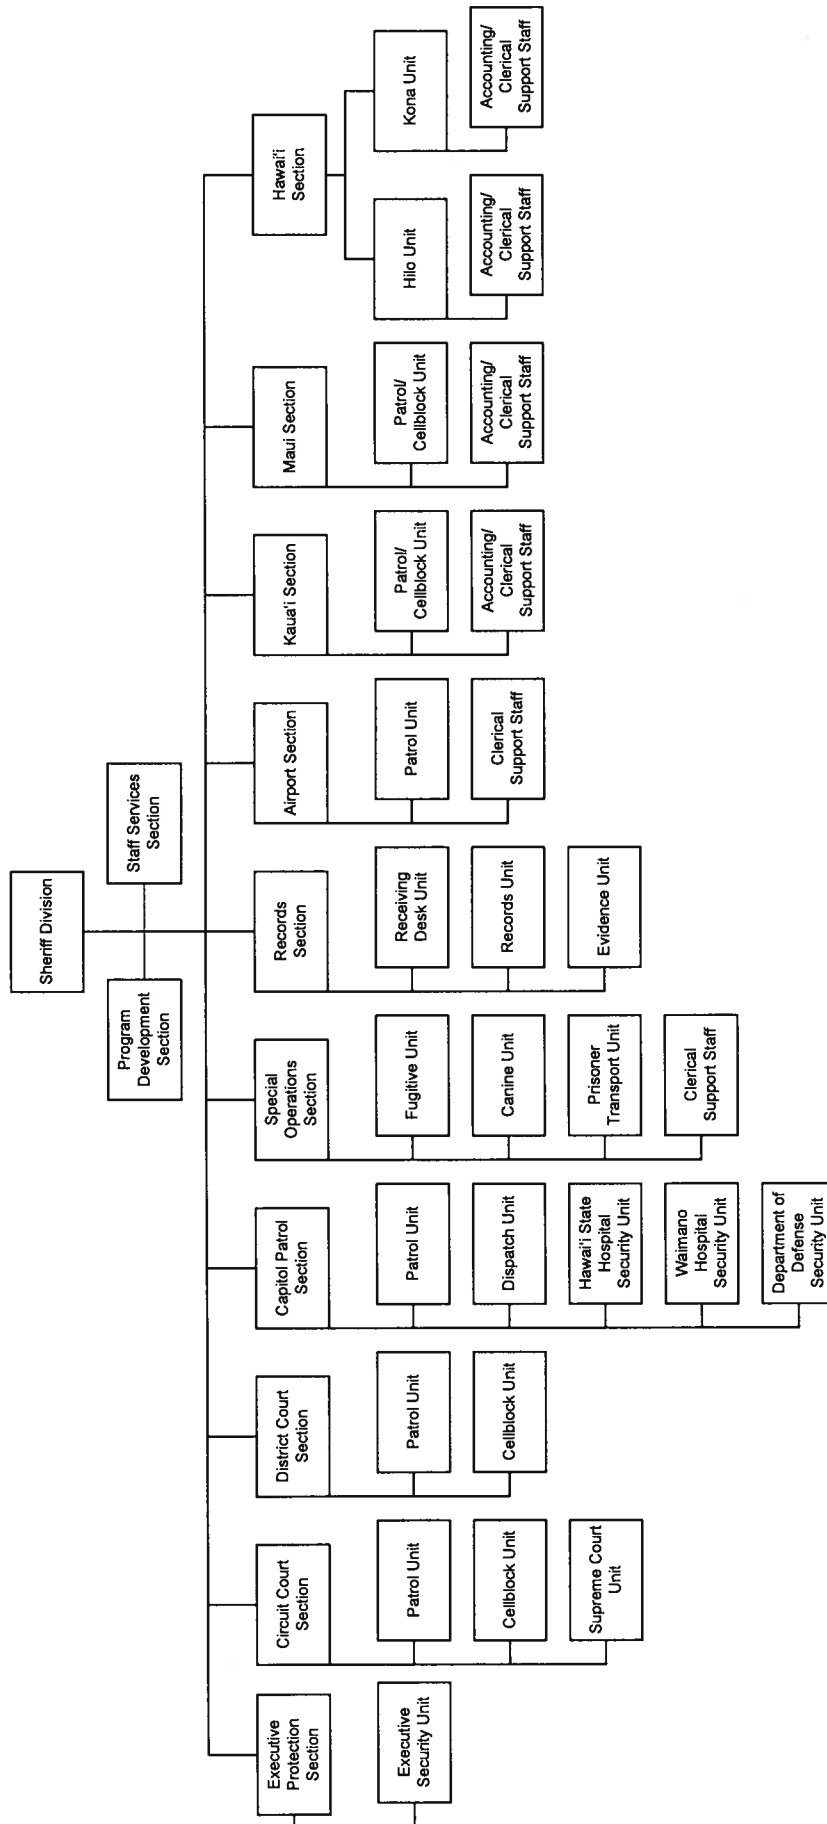 Sheriff Division
Program
Development
Section
Staff Services
Section
Executive
Protection
Section
Executive
Security Unit
Circuit Court
Section
Patrol Unit
Cellblock Unit
Supreme Court
Unit
District Court
Section
Patrol Unit
Cellblock Unit
Capitol Patrol
Section
Patrol Unit
Dispatch Unit
Hawai'i State
Hospital
Security Unit
Waimano
Hospital
Security Unit
Department of
Defense
Security Unit
Special
Operations
Section
Fugitive Unit
Canine Unit
Prisoner
Transport Unit
Clerical
Support Staff
Records
Section
Receiving
Desk Unit
Records Unit
Evidence Unit
Airport Section
Patrol Unit
Clerical
Support Staff
Kaua'i Section
Patrol/
Cellblock Unit
Accounting/
Clerical
Support Staff
Maui Section
Patrol/
Cellblock Unit
Accounting/
Clerical
Support Staff
Hawai'i
Section
Hilo Unit
Accounting/
Clerical
Support Staff
Kona Unit
Accounting/
Clerical
Support Staff